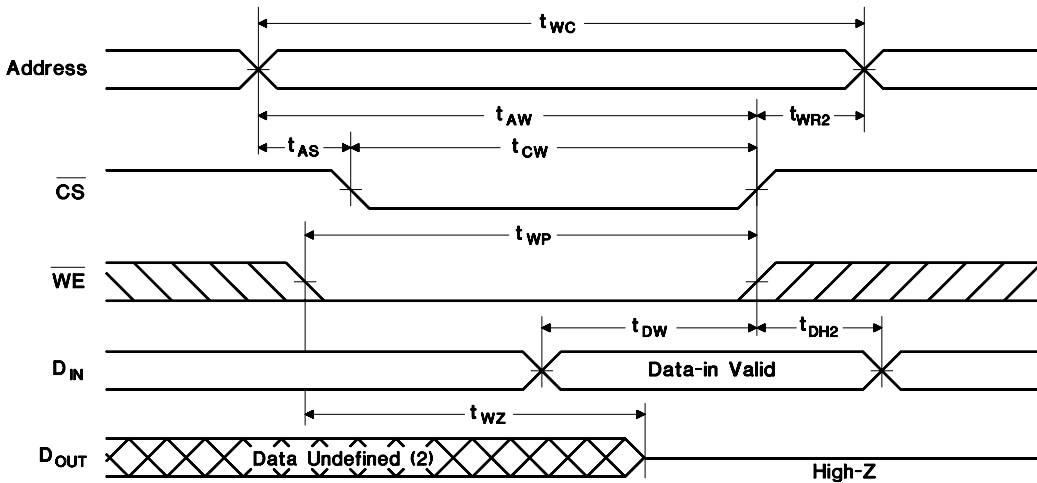 tWC
Address
tAW
tWR2
tAS
tCW
CS
tWP
WE
tDW
tDH2
DIN
Data-in Valid
tWZ
DOUT
Data Undefined (2)
High-Z